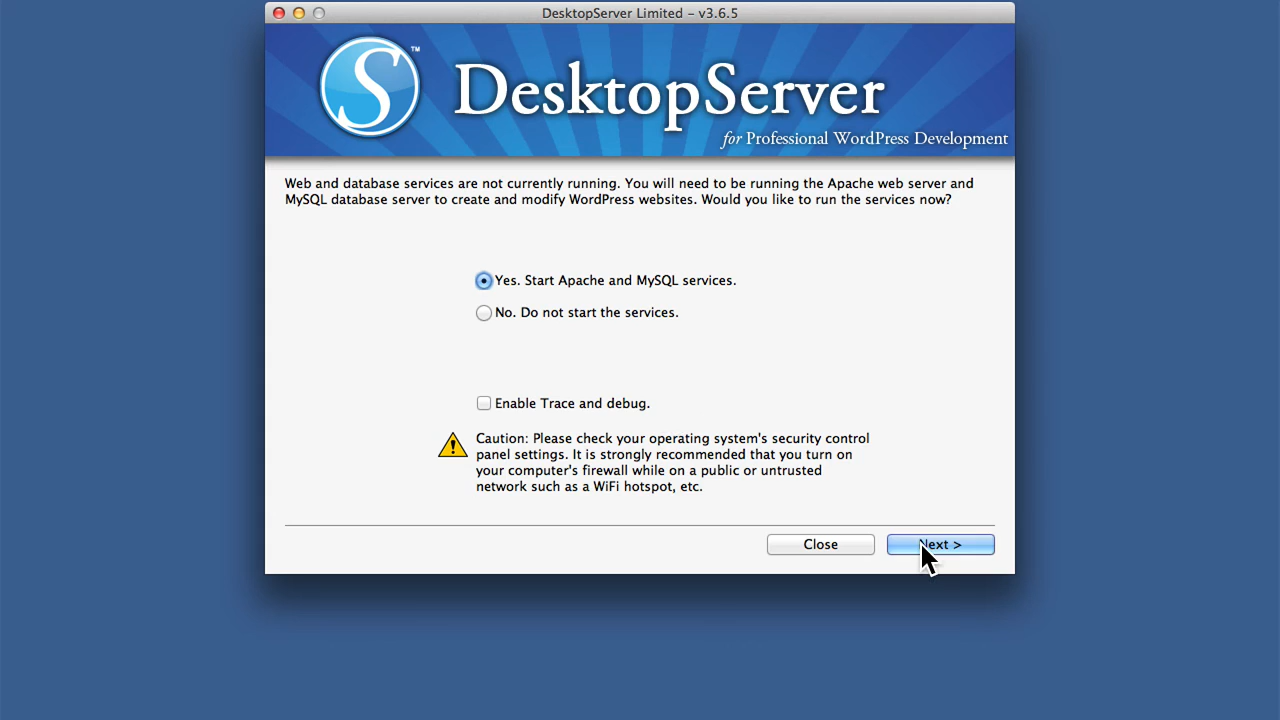 DesktopServer Limited – v3.6.5
S™
DesktopServer
for Professional WordPress Development
Web and database services are not currently running. You will need to be running the Apache web server and
MySQL database server to create and modify WordPress websites. Would you like to run the services now?
Yes. Start Apache and MySQL services.
No. Do not start the services.
Enable Trace and debug.
Caution: Please check your operating system's security control
panel settings. It is strongly recommended that you turn on
your computer's firewall while on a public or untrusted
network such as a WiFi hotspot, etc.
Close
Next >